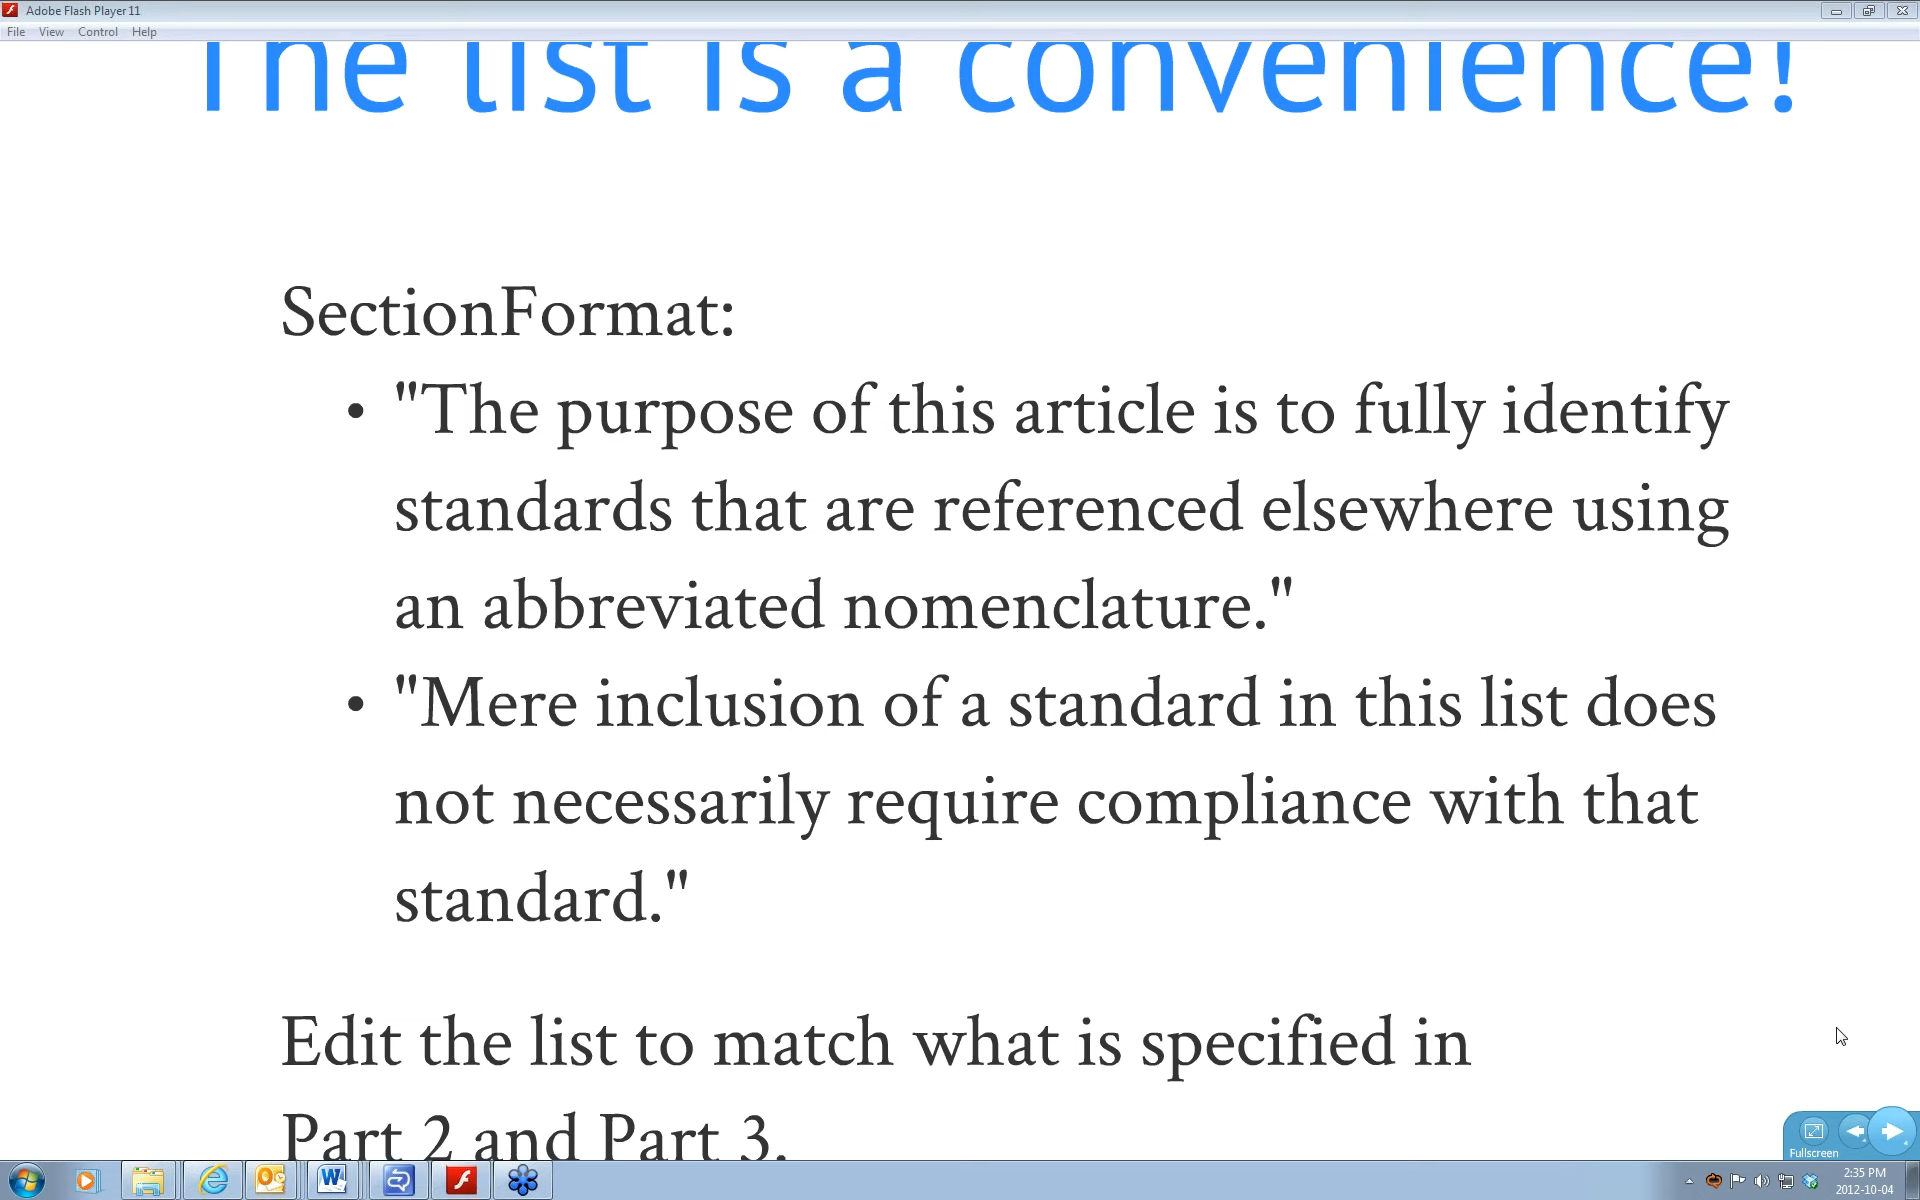 Adobe Flash Player 11
File View Control Help
The list is a convenience!
SectionFormat:
• "The purpose of this article is to fully identify
standards that are referenced elsewhere using
an abbreviated nomenclature."
• "Mere inclusion of a standard in this list does
not necessarily require compliance with that
standard."
Edit the list to match what is specified in
Part 2 and Part 3.
Fullscreen
2:35 PM
2012-10-04